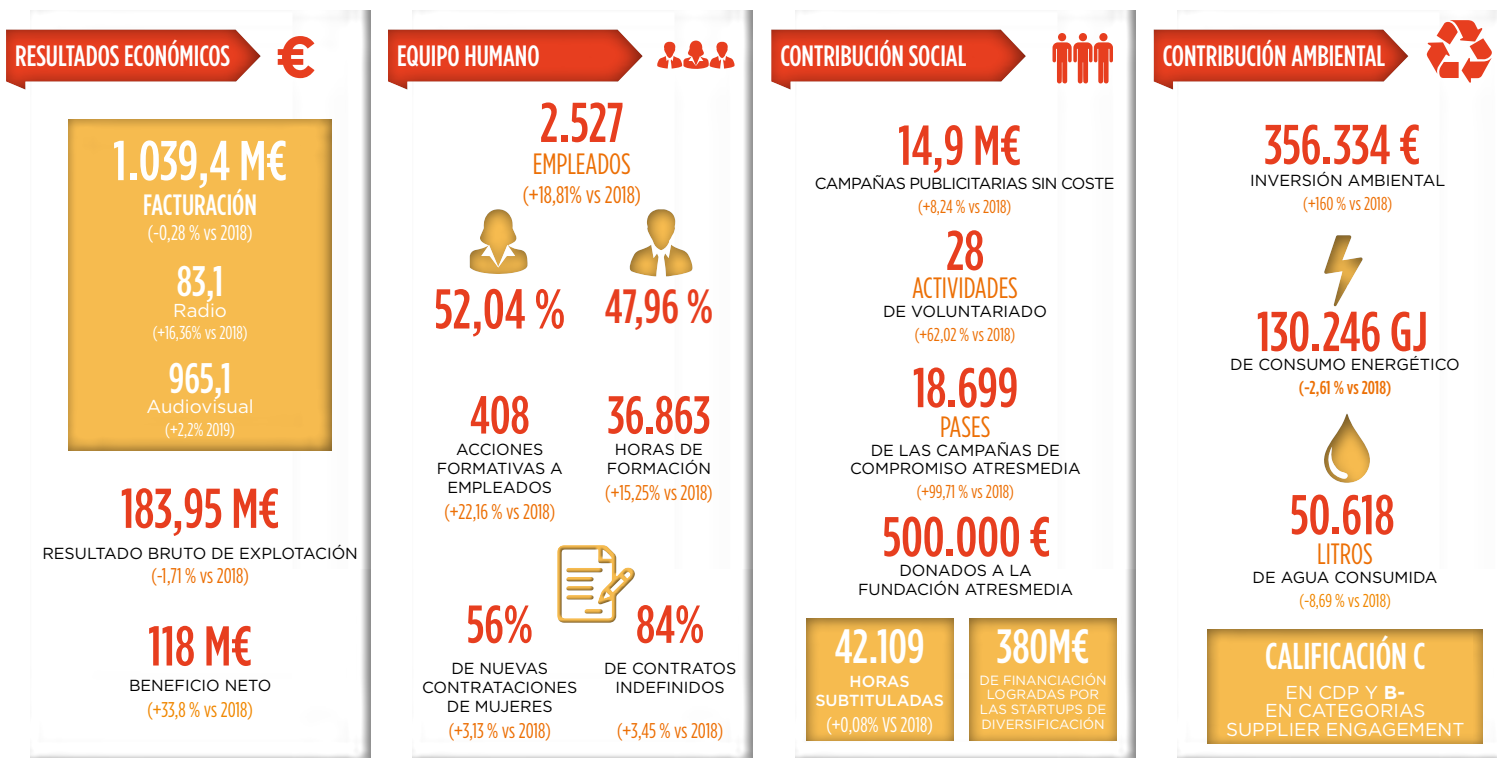 RESULTADOS ECONÓMICOS
€
1.039,4 M€
FACTURACIÓN
(-0,28 % vs 2018)
83,1
Radio
(+16,36% vs 2018)
965,1
Audiovisual
(+2,2% 2019)
183,95 M€
RESULTADO BRUTO DE EXPLOTACIÓN
(-1,71 % vs 2018)
118 M€
BENEFICIO NETO
(+33,8 % vs 2018)
EQUIPO HUMANO
2.527
EMPLEADOS
(+18,81% vs 2018)
52,04 %
47,96 %
408
ACCIONES
FORMATIVAS A
EMPLEADOS
(+22,16 % vs 2018)
36.863
HORAS DE
FORMACIÓN
(+15,25% vs 2018)
56%
DE NUEVAS
CONTRATACIONES
DE MUJERES
(+3,13 % vs 2018)
84%
DE CONTRATOS
INDEFINIDOS
(+3,45 % vs 2018)
CONTRIBUCIÓN SOCIAL
14,9 M€
CAMPAÑAS PUBLICITARIAS SIN COSTE
(+8,24 % vs 2018)
28
ACTIVIDADES
DE VOLUNTARIADO
(+62,02 % vs 2018)
18.699
PASES
DE LAS CAMPAÑAS DE
COMPROMISO ATRESMEDIA
(+99,71 % vs 2018)
500.000 €
DONADOS A LA
FUNDACIÓN ATRESMEDIA
42.109
HORAS
SUBTITULADAS
(+0,08% VS 2018)
380M€
DE FINANCIACIÓN
LOGRADAS POR
LAS STARTUPS DE
DIVERSIFICACIÓN
CONTRIBUCIÓN AMBIENTAL
356.334 €
INVERSIÓN AMBIENTAL
(+160 % vs 2018)
130.246 GJ
DE CONSUMO ENERGÉTICO
(-2,61 % vs 2018)
50.618
LITROS
DE AGUA CONSUMIDA
(-8,69 % vs 2018)
CALIFICACIÓN C
EN CDP Y B-
EN CATEGORIAS
SUPPLIER ENGAGEMENT